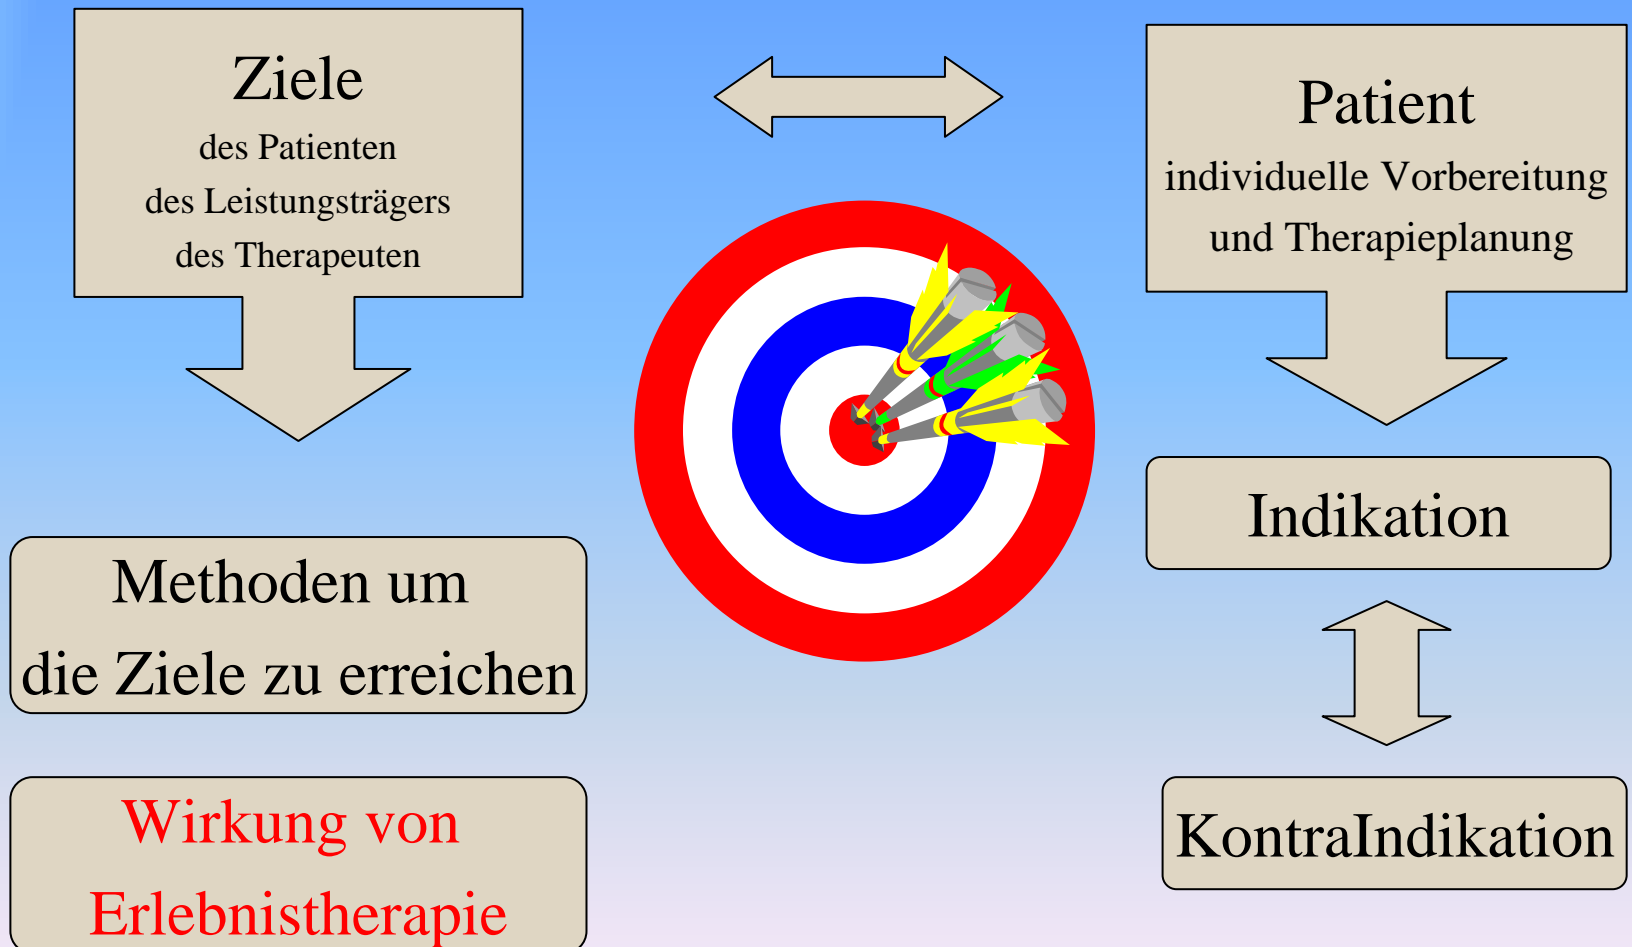 Ziele
des Patienten
des Leistungsträgers
des Therapeuten
Patient
individuelle Vorbereitung
und Therapieplanung
Methoden um
die Ziele zu erreichen
Wirkung von
Erlebnistherapie
Indikation
KontraIndikation